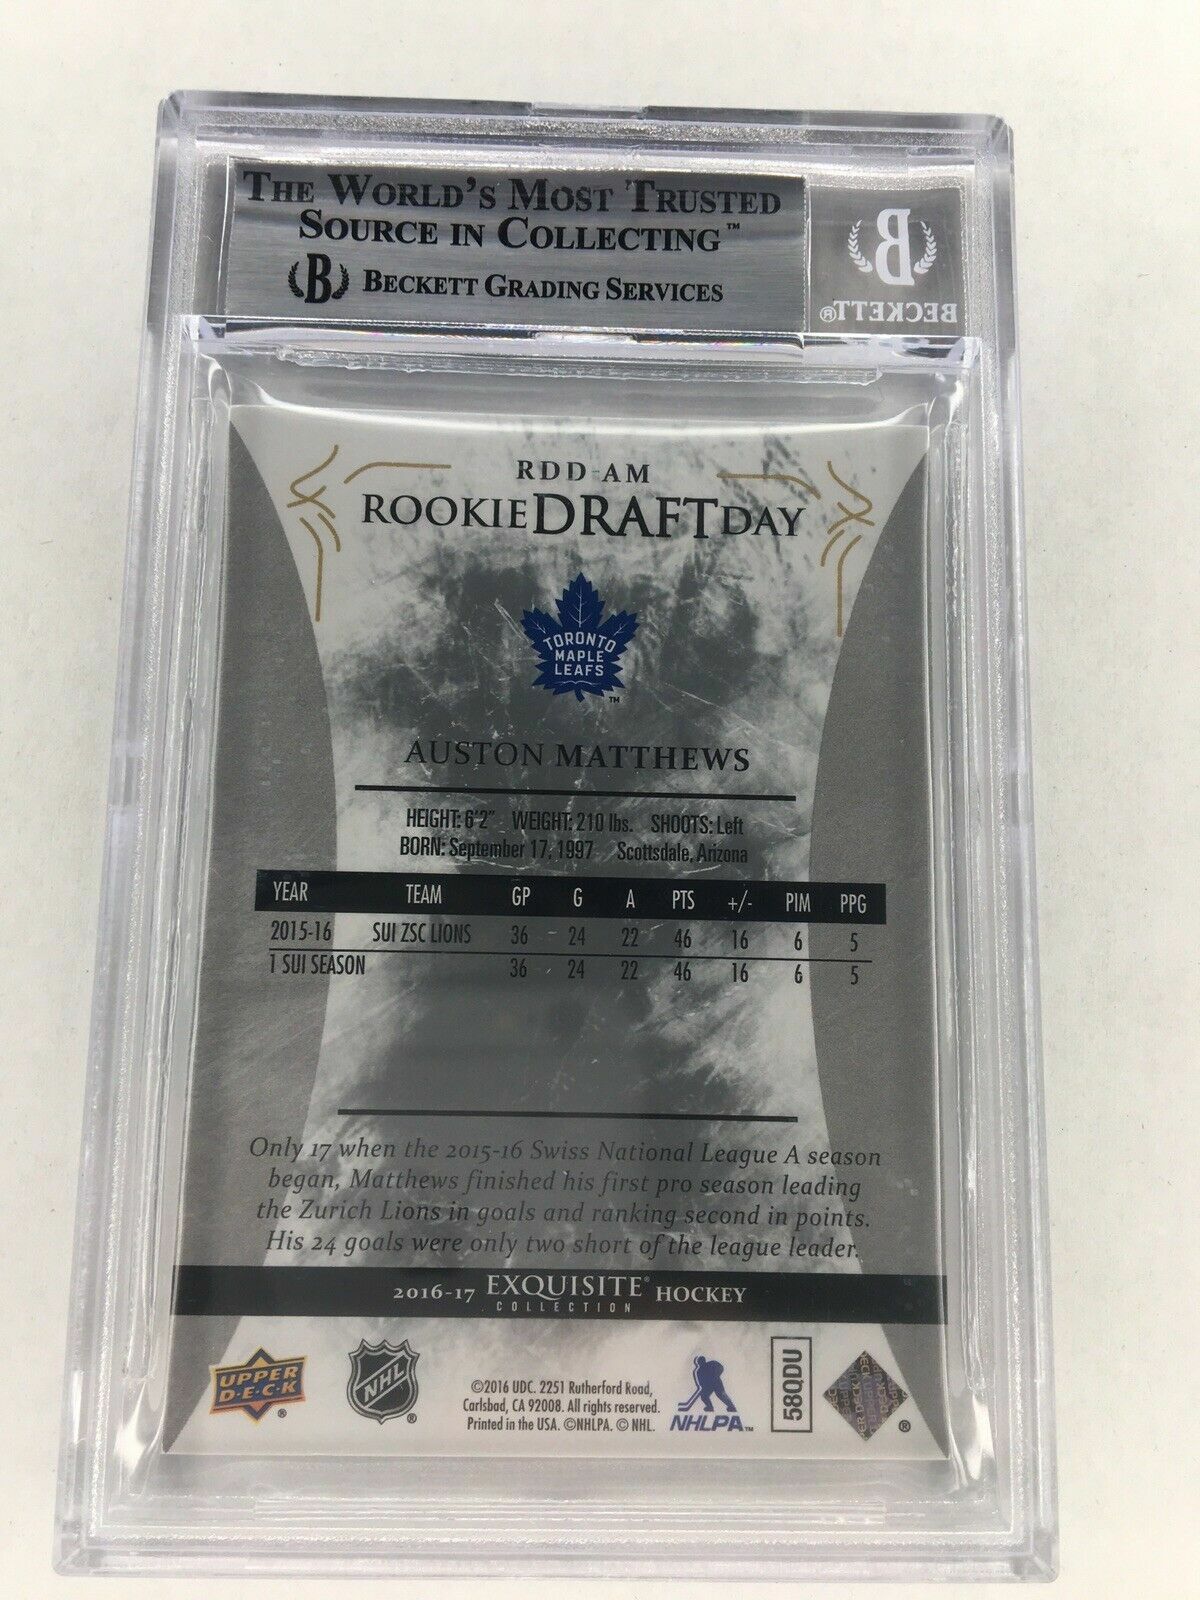 THE WORLD'S MOST TRUSTED
SOURCE IN COLLECTING™
B BECKETT GRADING SERVICES
B
BECKETT®
RDD-AM
ROOKIE DRAFT DAY
TORONTO
MAPLE
LEAFS
™
AUSTON MATTHEWS
HEIGHT: 6'2" WEIGHT: 210 lbs. SHOOTS: Left
BORN: September 17, 1997 Scottsdale, Arizona
YEAR TEAM GP G A PTS +/- PIM PPG
2015-16 SUI ZSC LIONS 36 24 22 46 16 6 5
1 SUI SEASON 36 24 22 46 16 6 5
Only 17 when the 2015-16 Swiss National League A season
began, Matthews finished his first pro season leading
the Zurich Lions in goals and ranking second in points.
His 24 goals were only two short of the league leader.
2016-17 EXQUISITE® HOCKEY
COLLECTION
UPPER
D·E·C·K
®
NHL
®
©2016 UDC. 2251 Rutherford Road,
Carlsbad, CA 92008. All rights reserved.
Printed in the USA. ©NHLPA. © NHL.
NHLPA™
58QDU
®